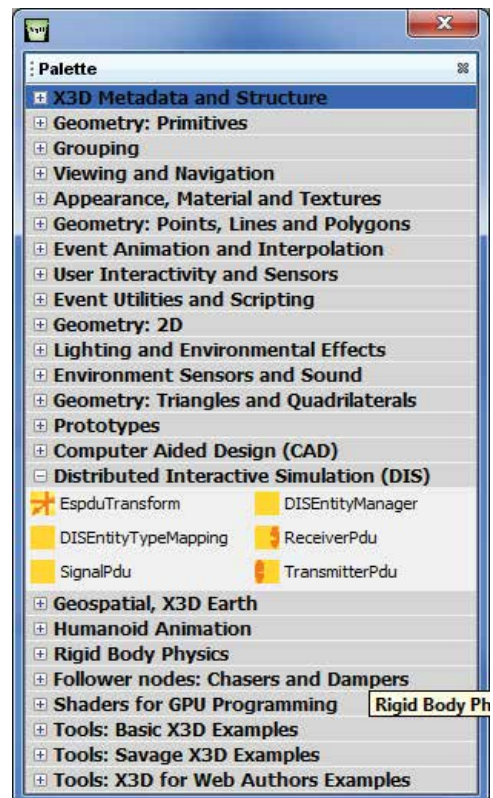 Palette
X3D Metadata and Structure
Geometry: Primitives
Grouping
Viewing and Navigation
Appearance, Material and Textures
Geometry: Points, Lines and Polygons
Event Animation and Interpolation
User Interactivity and Sensors
Event Utilities and Scripting
Geometry: 2D
Lighting and Environmental Effects
Environment Sensors and Sound
Geometry: Triangles and Quadrilaterals
Prototypes
Computer Aided Design (CAD)
Distributed Interactive Simulation (DIS)
EspduTransform DISEntityManager
DISEntityTypeMapping ReceiverPdu
SignalPdu TransmitterPdu
Geospatial, X3D Earth
Humanoid Animation
Rigid Body Physics
Follower nodes: Chasers and Dampers
Shaders for GPU Programming Rigid Body Ph
Tools: Basic X3D Examples
Tools: Savage X3D Examples
Tools: X3D for Web Authors Examples